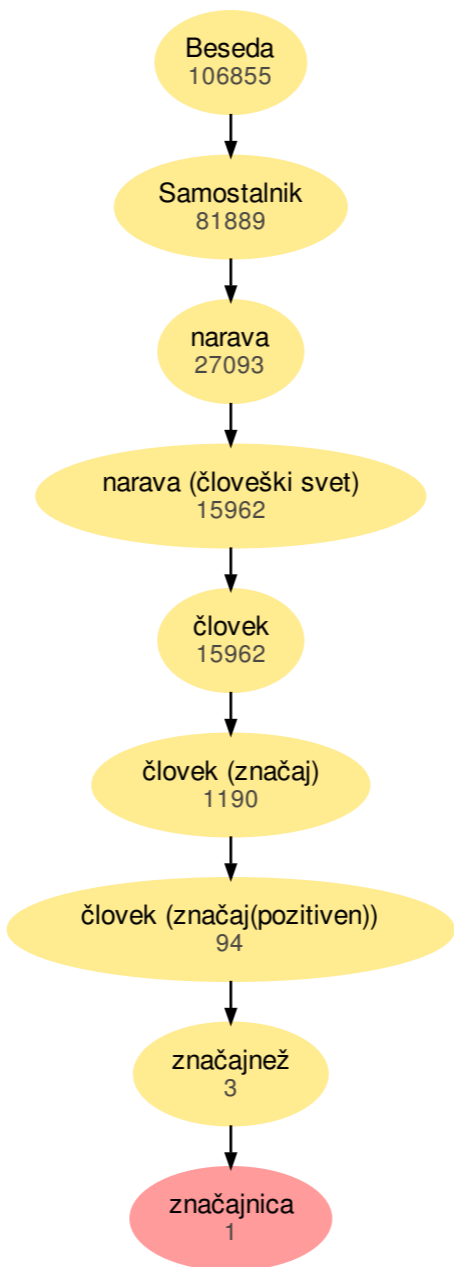 Beseda
106855
Samostalnik
81889
narava
27093
narava (človeški svet)
15962
človek
15962
človek (značaj)
1190
človek (značaj(pozitiven))
94
značajnež
3
značajnica
1